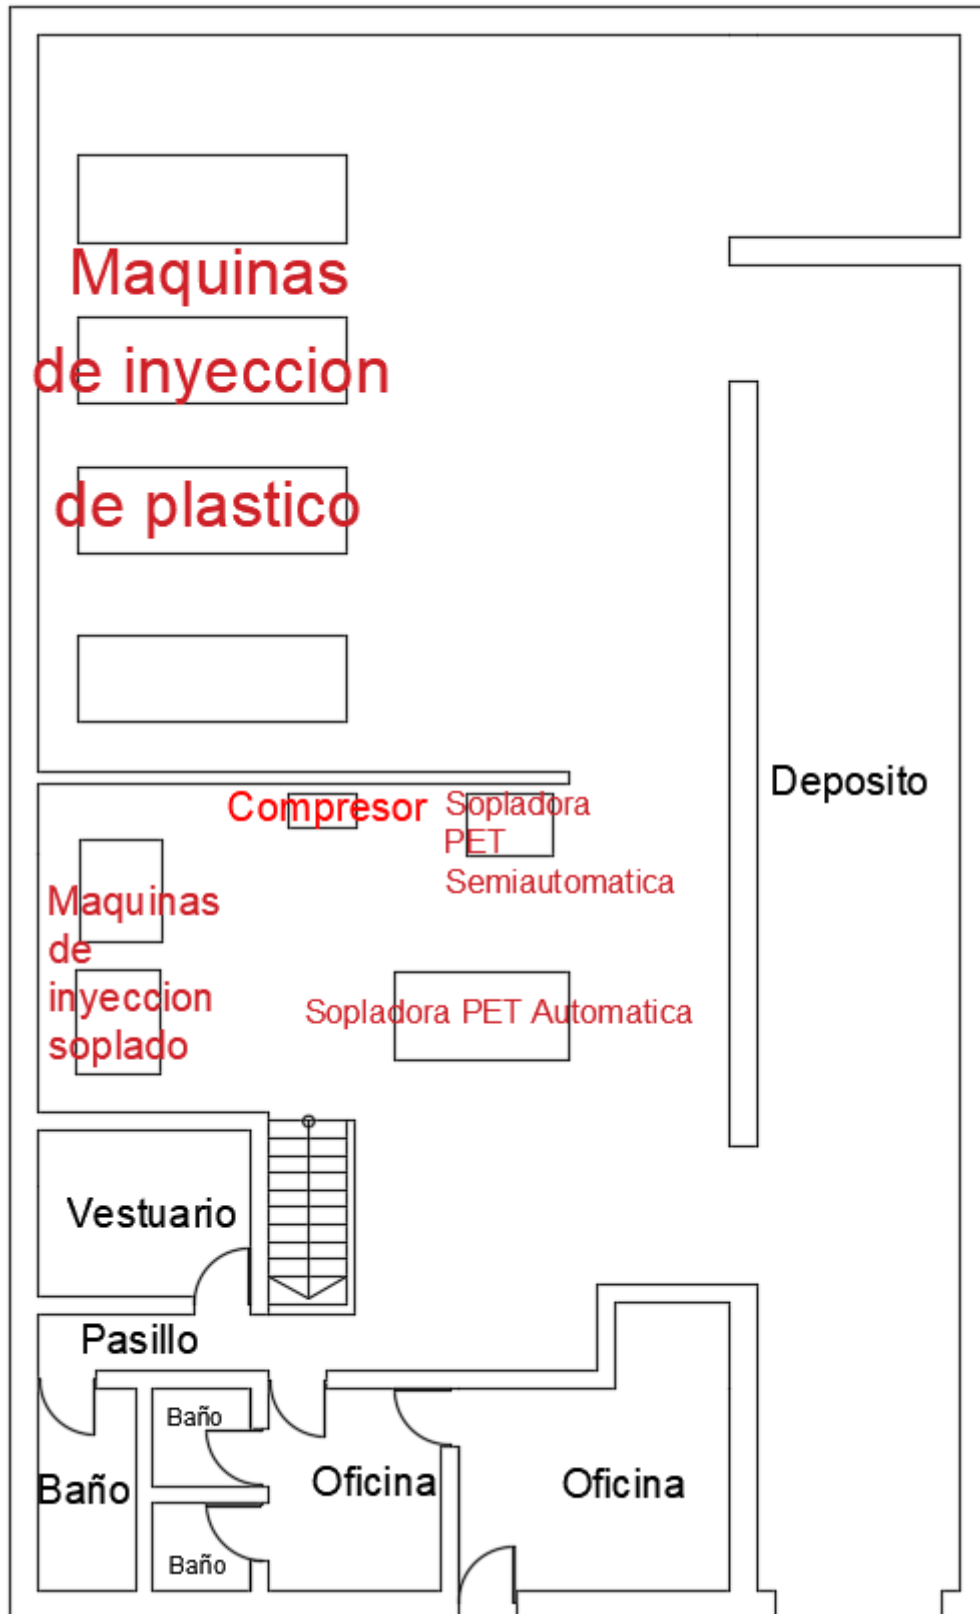 Maquinas
de inyeccion
de plastico
Compresor
Sopladora
PET
Semiautomatica
Deposito
Maquinas
de
inyeccion
soplado
Sopladora PET Automatica
Vestuario
Pasillo
Baño
Baño
Oficina
Oficina
Baño